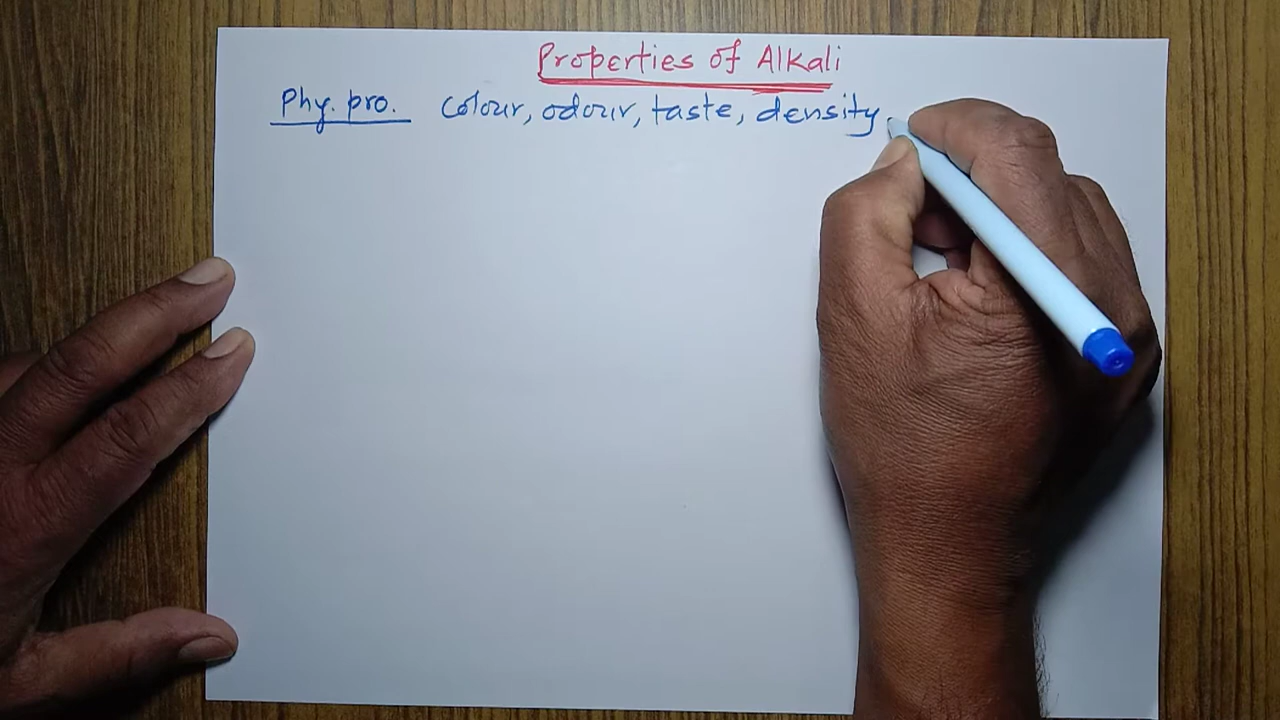 Properties of Alkali
Phy. pro. colour, odour, taste, density,